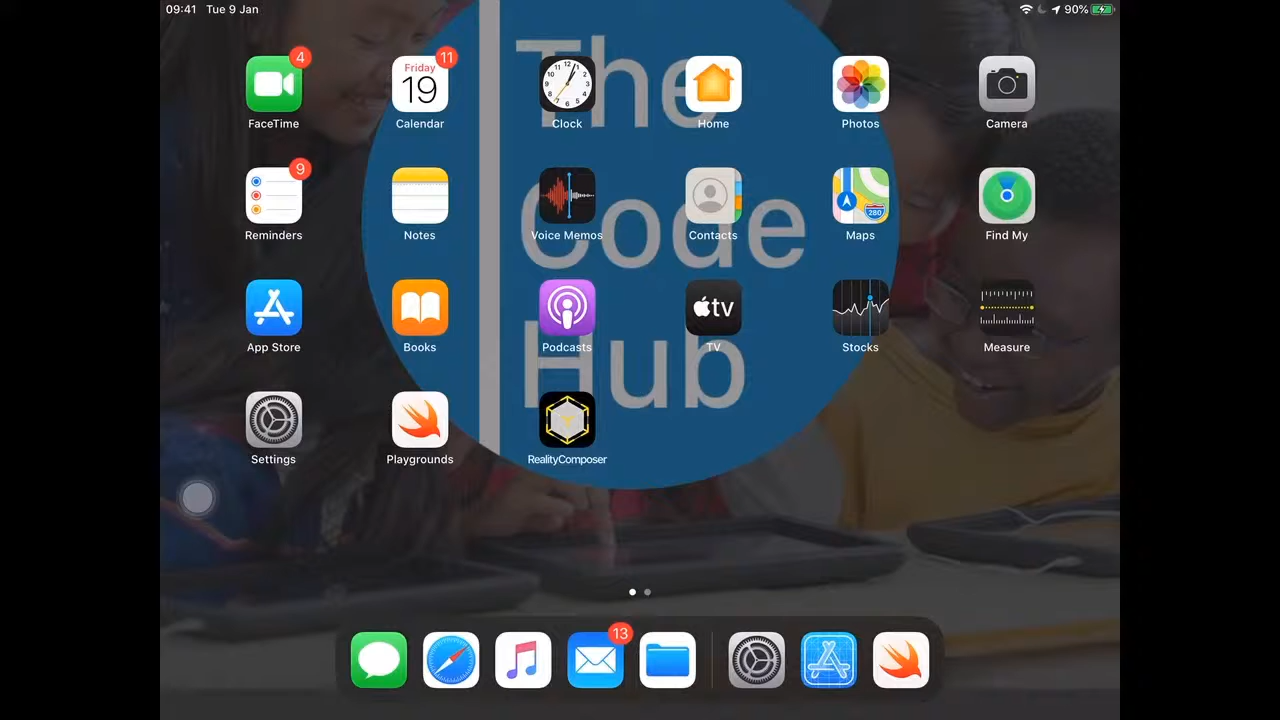 09:41 Tue 9 Jan
90%
The
Code
Hub
4
11
Friday
19
FaceTime
Calendar
Clock
Home
Photos
Camera
9
280
Reminders
Notes
Voice Memos
Contacts
Maps
Find My
tv
App Store
Books
Podcasts
TV
Stocks
Measure
Settings
Playgrounds
RealityComposer
13